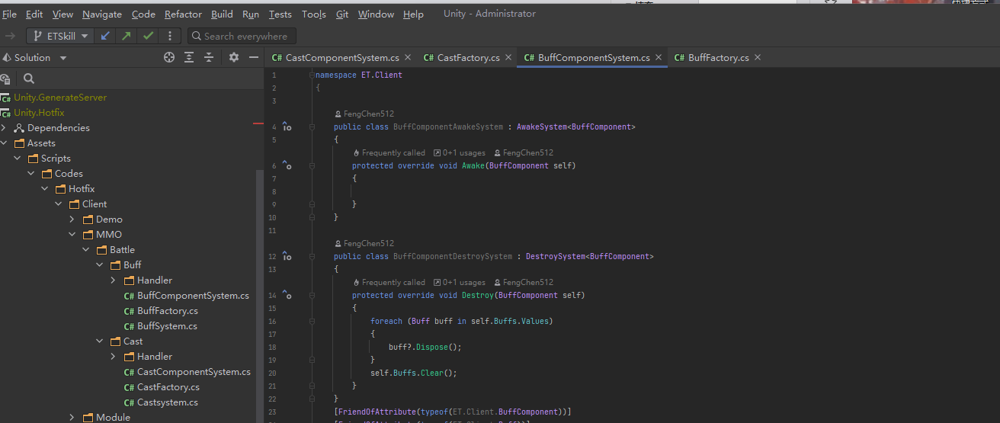 File Edit View Navigate Code Refactor Build Run Tests Tools Git Window Help Unity - Administrator
ETSkill Search everywhere
Solution
Unity.GenerateServer
Unity.Hotfix
Dependencies
Assets
Scripts
Codes
Hotfix
Client
Demo
MMO
Battle
Buff
Handler
BuffComponentSystem.cs
BuffFactory.cs
BuffSystem.cs
Cast
Handler
CastComponentSystem.cs
CastFactory.cs
Castsystem.cs
Module
C# CastComponentSystem.cs C# CastFactory.cs C# BuffComponentSystem.cs C# BuffFactory.cs
1 namespace ET.Client
2 {
3
FengChen512
4 public class BuffComponentAwakeSystem : AwakeSystem<BuffComponent>
5 {
Frequently called 0+1 usages FengChen512
6 protected override void Awake(BuffComponent self)
7 {
8
9 }
10 }
11
FengChen512
12 public class BuffComponentDestroySystem : DestroySystem<BuffComponent>
13 {
Frequently called 0+1 usages FengChen512
14 protected override void Destroy(BuffComponent self)
15 {
16 foreach (Buff buff in self.Buffs.Values)
17 {
18 buff?.Dispose();
19 }
20 self.Buffs.Clear();
21 }
22 }
23 [FriendOfAttribute(typeof(ET.Client.BuffComponent))]